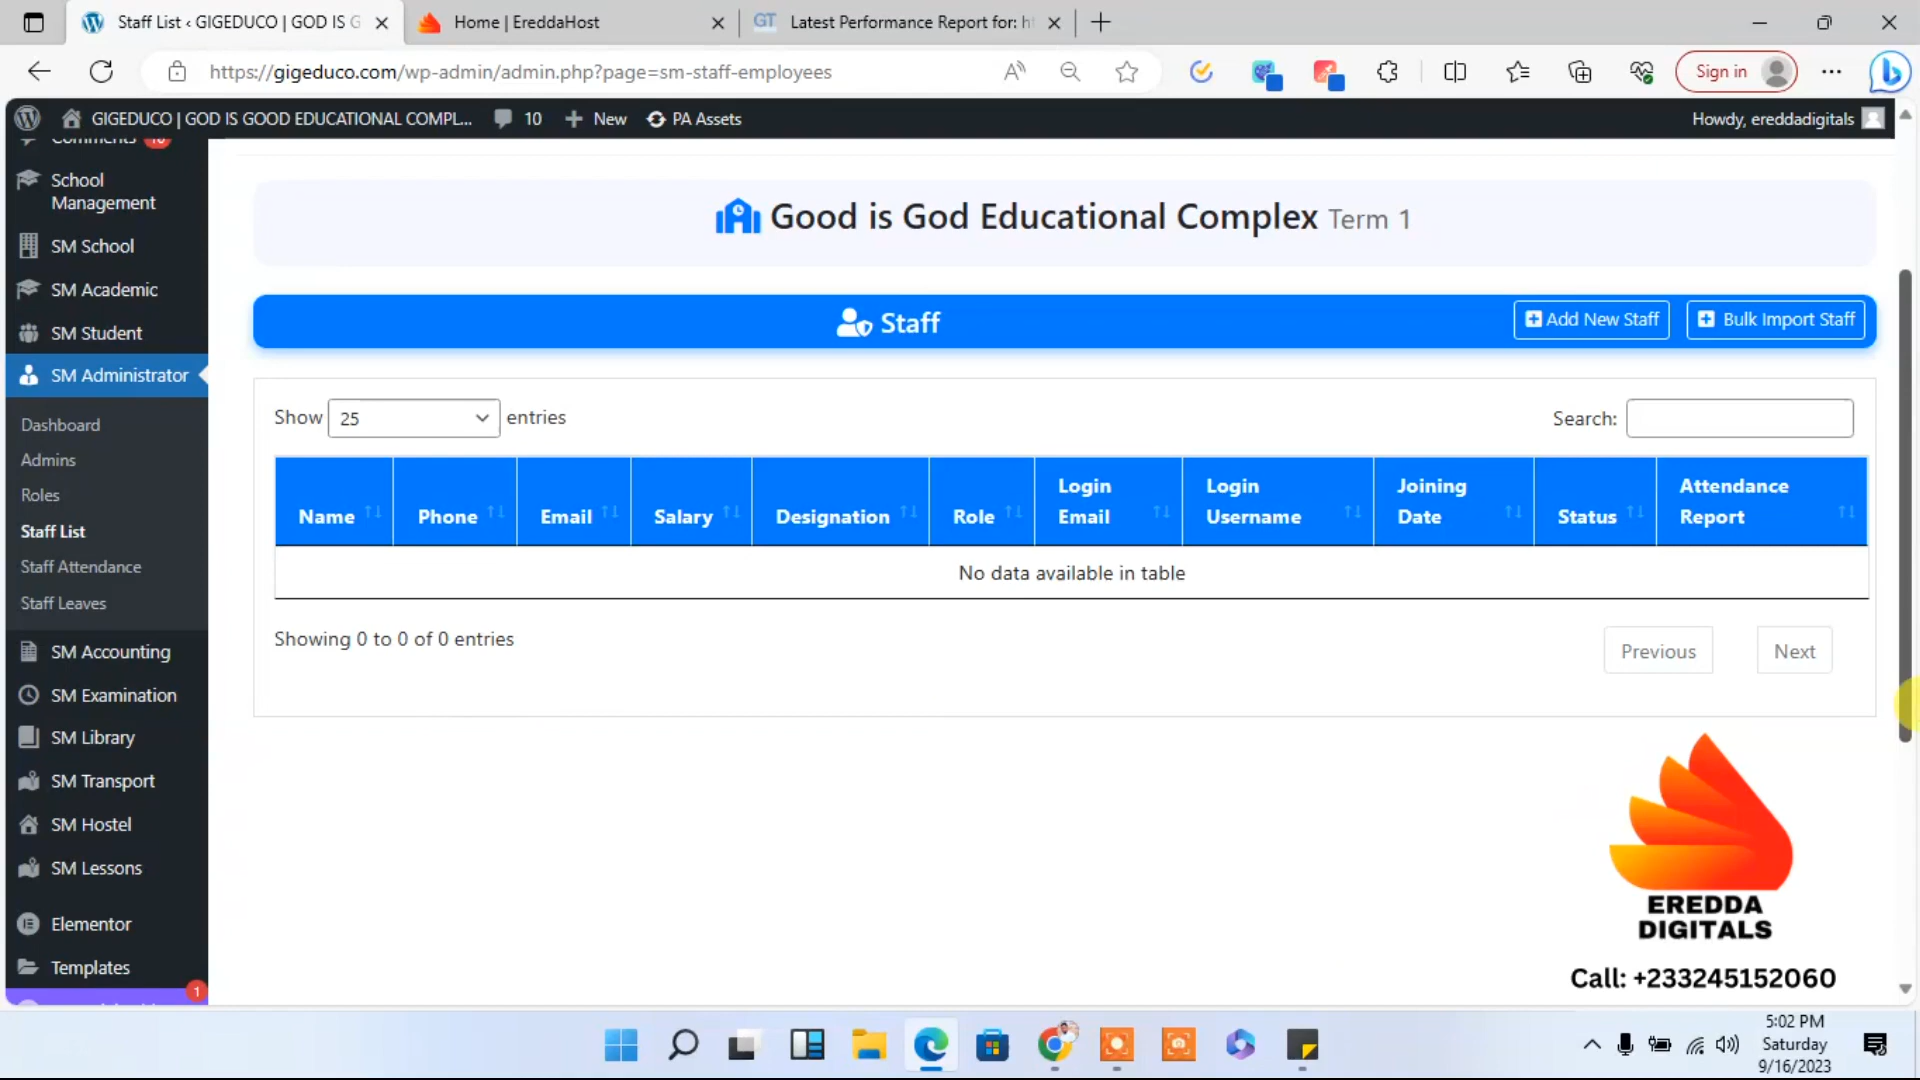 Staff List ‹ GIGEDUCO | GOD IS G
Home | EreddaHost
GT Latest Performance Report for: h
https://gigeduco.com/wp-admin/admin.php?page=sm-staff-employees
Sign in
GIGEDUCO | GOD IS GOOD EDUCATIONAL COMPL...
10
New
PA Assets
Howdy, ereddadigitals
Comments 10
School
Management
SM School
SM Academic
SM Student
SM Administrator
Dashboard
Admins
Roles
Staff List
Staff Attendance
Staff Leaves
SM Accounting
SM Examination
SM Library
SM Transport
SM Hostel
SM Lessons
Elementor
Templates
1
Good is God Educational Complex Term 1
Staff
Add New Staff
Bulk Import Staff
Show 25 entries
Search:
Name
Phone
Email
Salary
Designation
Role
Login
Email
Login
Username
Joining
Date
Status
Attendance
Report
No data available in table
Showing 0 to 0 of 0 entries
Previous
Next
EREDDA
DIGITALS
Call: +233245152060
5:02 PM
Saturday
9/16/2023